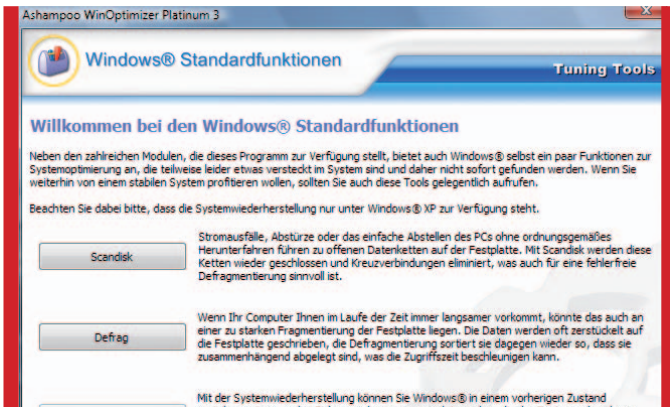 Ashampoo WinOptimizer Platinum 3
Windows® Standardfunktionen
Tuning Tools
Willkommen bei den Windows® Standardfunktionen
Neben den zahlreichen Modulen, die dieses Programm zur Verfügung stellt, bietet auch Windows® selbst ein paar Funktionen zur
Systemoptimierung an, die teilweise leider etwas versteckt im System sind und daher nicht sofort gefunden werden. Wenn Sie
weiterhin von einem stabilen System profitieren wollen, sollten Sie auch diese Tools gelegentlich aufrufen.
Beachten Sie dabei bitte, dass die Systemwiederherstellung nur unter Windows® XP zur Verfügung steht.
Scandisk
Stromausfälle, Abstürze oder das einfache Abstellen des PCs ohne ordnungsgemäßes
Herunterfahren führen zu offenen Datenketten auf der Festplatte. Mit Scandisk werden diese
Ketten wieder geschlossen und Kreuzverbindungen eliminiert, was auch für eine fehlerfreie
Defragmentierung sinnvoll ist.
Defrag
Wenn Ihr Computer Ihnen im Laufe der Zeit immer langsamer vorkommt, könnte das auch an
einer zu starken Fragmentierung der Festplatte liegen. Die Daten werden oft zerstückelt auf
die Festplatte geschrieben, die Defragmentierung sortiert sie dagegen wieder so, dass sie
zusammenhängend abgelegt sind, was die Zugriffszeit beschleunigen kann.
Mit der Systemwiederherstellung können Sie Windows® in einem vorherigen Zustand